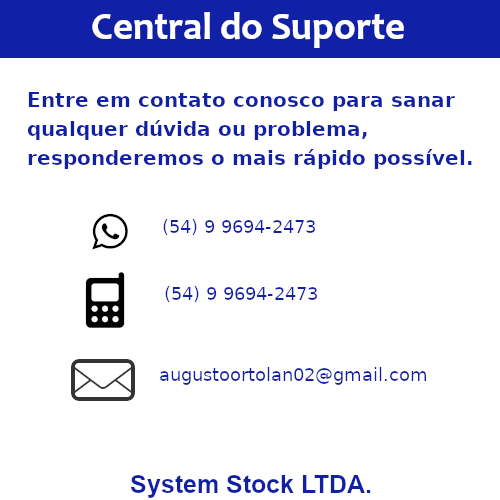 Central do Suporte
Entre em contato conosco para sanar
qualquer dúvida ou problema,
responderemos o mais rápido possível.
(54) 9 9694-2473
(54) 9 9694-2473
augustoortolan02@gmail.com
System Stock LTDA.